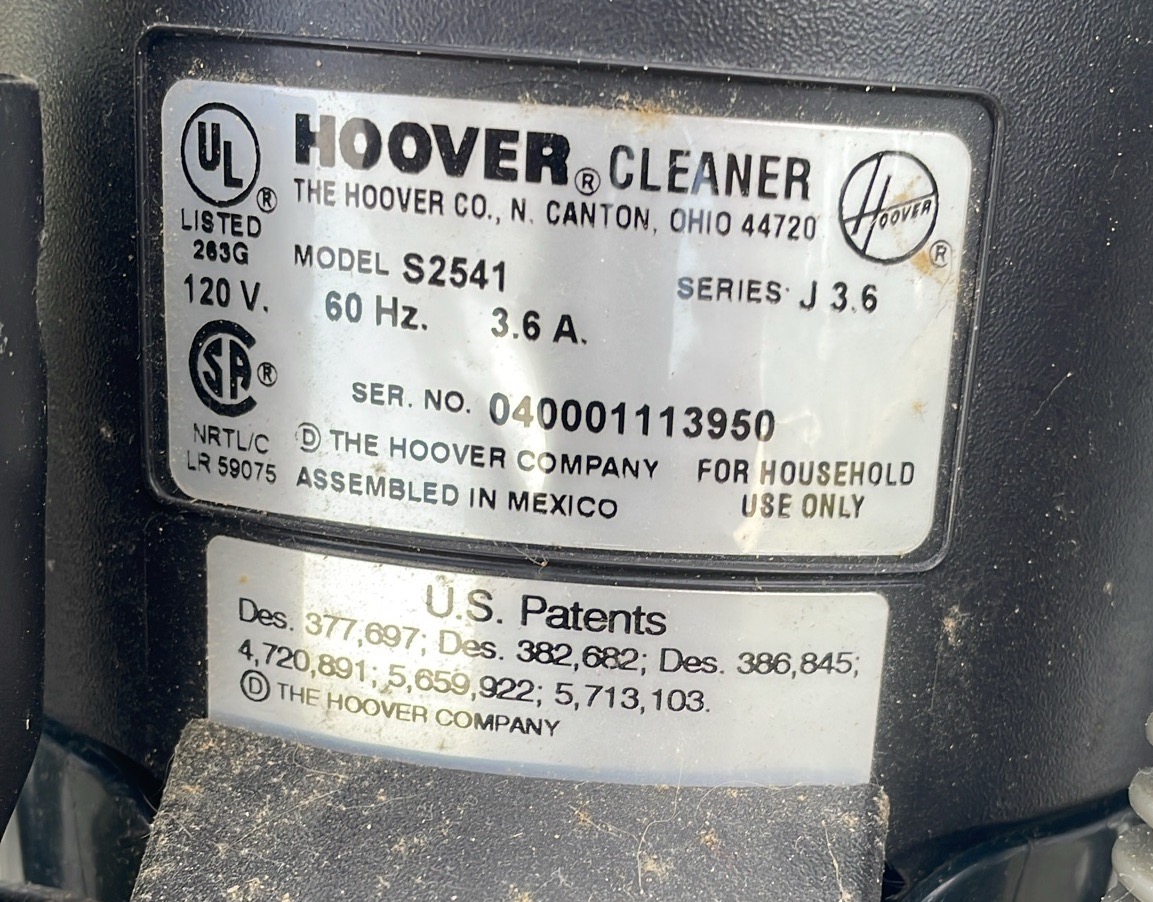 UL
®
LISTED
263G
120 V.
HOOVER® CLEANER
THE HOOVER CO., N. CANTON, OHIO 44720
HOOVER
®
MODEL S2541
SERIES J 3.6
60 Hz. 3.6 A.
SA ®
NRTL/C
LR 59075
SER. NO. 040001113950
Ⓓ THE HOOVER COMPANY
ASSEMBLED IN MEXICO
FOR HOUSEHOLD
USE ONLY
U.S. Patents
Des. 377,697; Des. 382,682; Des. 386,845;
4,720,891; 5,659,922; 5,713,103.
Ⓓ THE HOOVER COMPANY